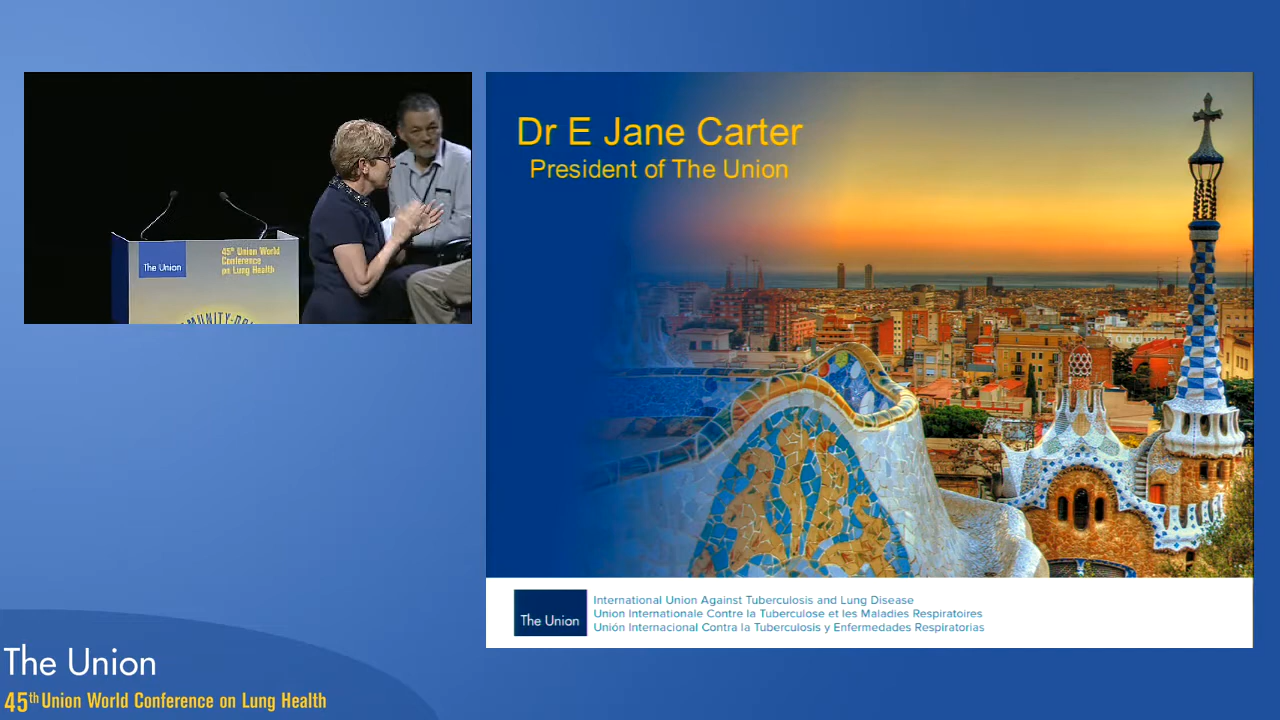 The Union
45th Union World
Conference
on Lung Health
Dr E Jane Carter
President of The Union
The Union
International Union Against Tuberculosis and Lung Disease
Union Internationale Contre la Tuberculose et les Maladies Respiratoires
Unión Internacional Contra la Tuberculosis y Enfermedades Respiratorias
The Union
45th Union World Conference on Lung Health